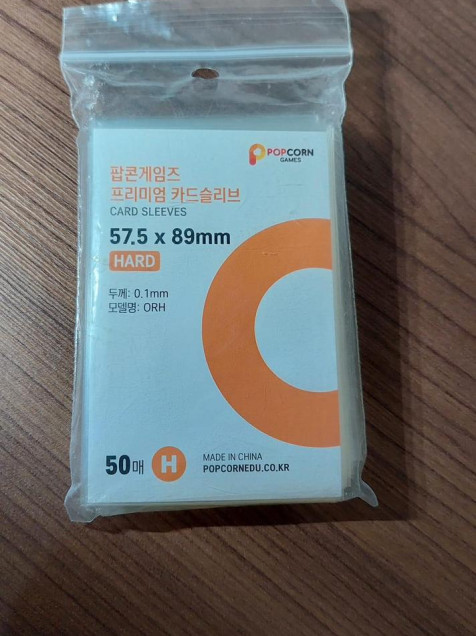 POPCORN
GAMES
팝콘게임즈
프리미엄 카드슬리브
CARD SLEEVES
57.5 x 89mm
HARD
두께: 0.1mm
모델명: ORH
50매 H
MADE IN CHINA
POPCORNEDU.CO.KR